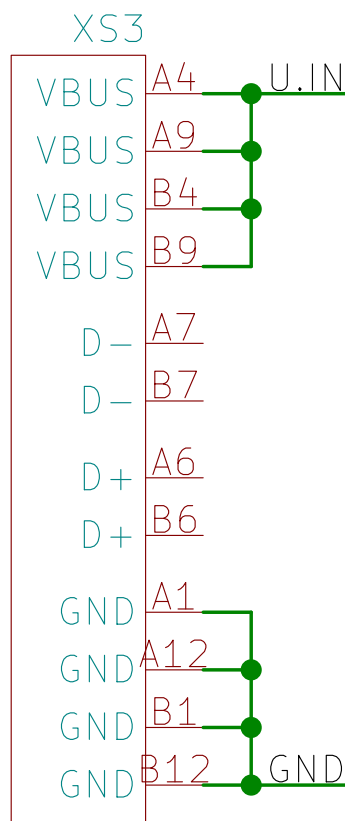 XS3
VBUS A4 U.IN
VBUS A9
VBUS B4
VBUS B9
D- A7
D- B7
D+ A6
D+ B6
GND A1
GND A12
GND B1
GND B12 GND